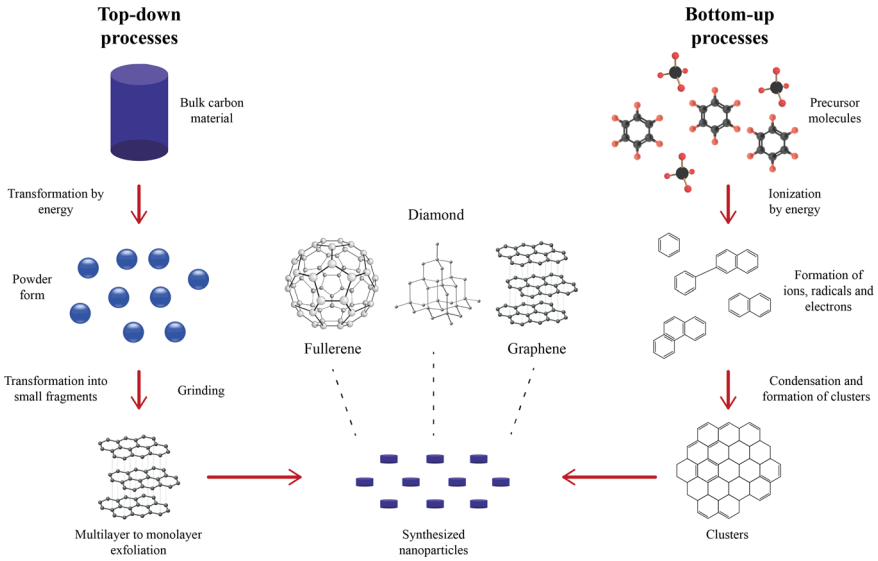 Top-down
processes
Bulk carbon
material
Transformation by
energy
Powder
form
Transformation into
small fragments
Grinding
Multilayer to monolayer
exfoliation
Diamond
Fullerene
Graphene
Synthesized
nanoparticles
Bottom-up
processes
Precursor
molecules
Ionization
by energy
Formation of
ions, radicals and
electrons
Condensation and
formation of clusters
Clusters